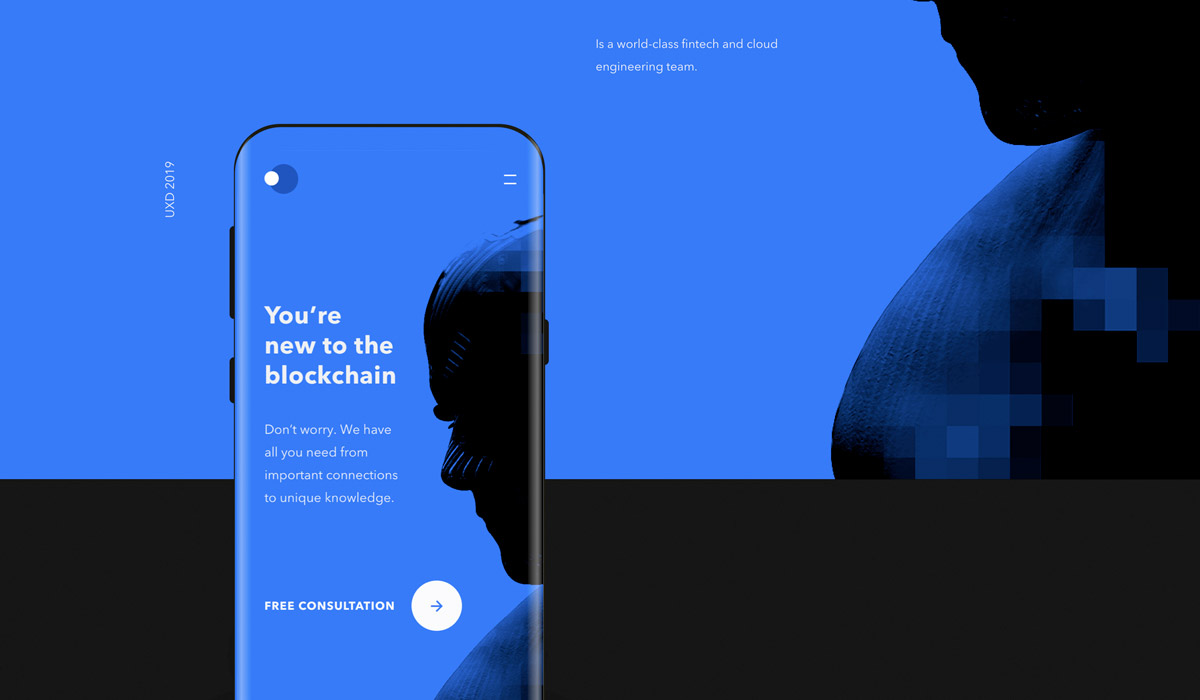 Is a world-class fintech and cloud
engineering team.
UXD 2019
You’re
new to the
blockchain
Don’t worry. We have
all you need from
important connections
to unique knowledge.
FREE CONSULTATION